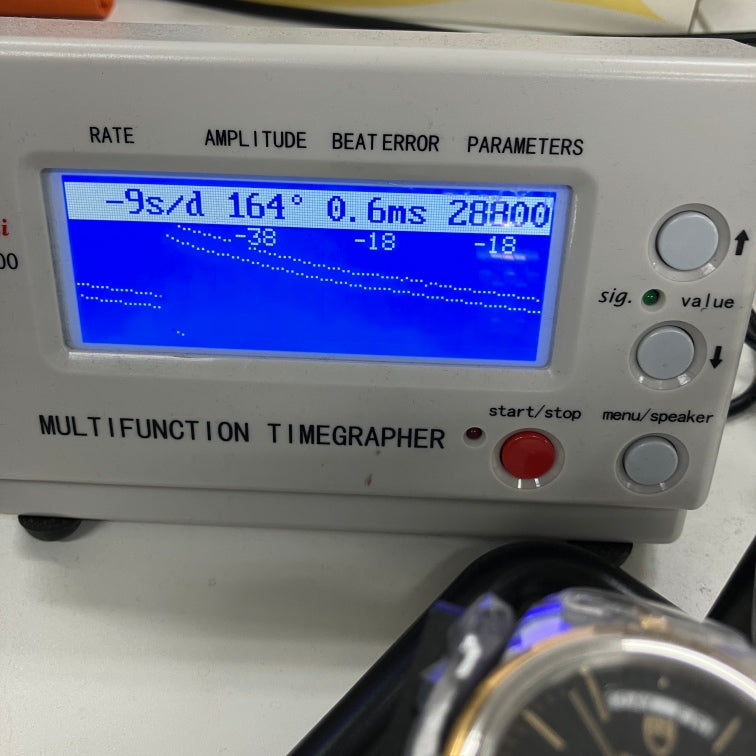 RATE AMPLITUDE BEAT ERROR PARAMETERS
-9s/d 164° 0.6ms 28800
-38 -18 -18
i
00
sig. value
start/stop menu/speaker
MULTIFUNCTION TIMEGRAPHER